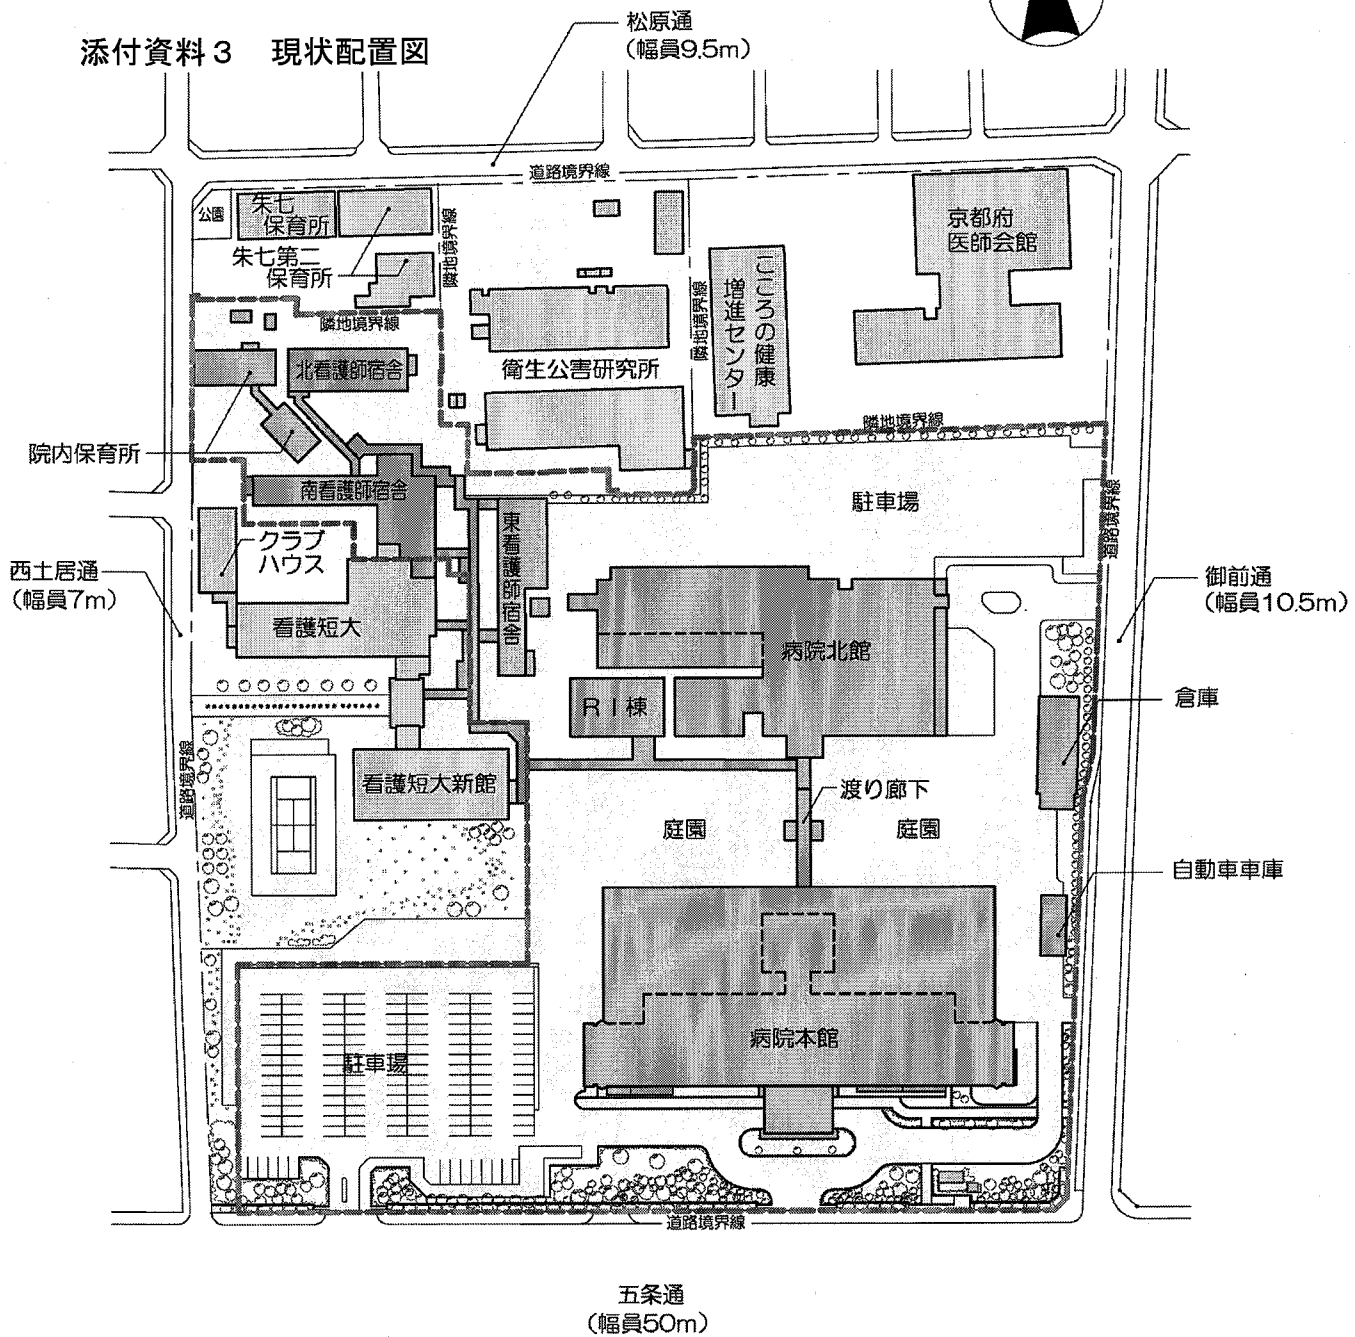 添付資料3 現状配置図
松原通
(幅員9.5m)
道路境界線
公園
朱七
保育所
朱七第二
保育所
隣地境界線
隣地境界線
隣地境界線
こころの健康
増進センター
京都府
医師会館
北看護師宿舎
衛生公害研究所
隣地境界線
院内保育所
南看護師宿舎
駐車場
道路境界線
クラブ
ハウス
東看護師宿舎
西土居通
(幅員7m)
御前通
(幅員10.5m)
看護短大
病院北館
RI棟
倉庫
道路境界線
看護短大新館
渡り廊下
庭園
庭園
自動車車庫
病院本館
駐車場
道路境界線
五条通
(幅員50m)